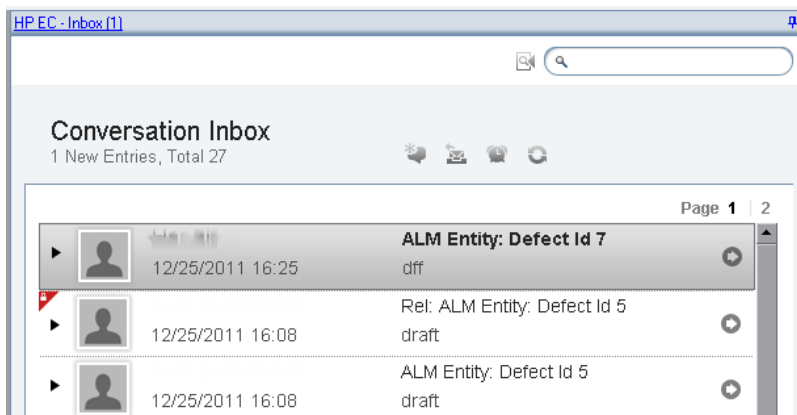 HP EC - Inbox (1)
Conversation Inbox
1 New Entries, Total 27
Page 1 | 2
ALM Entity: Defect Id 7
12/25/2011 16:25 dff
Rel: ALM Entity: Defect Id 5
12/25/2011 16:08 draft
ALM Entity: Defect Id 5
12/25/2011 16:08 draft